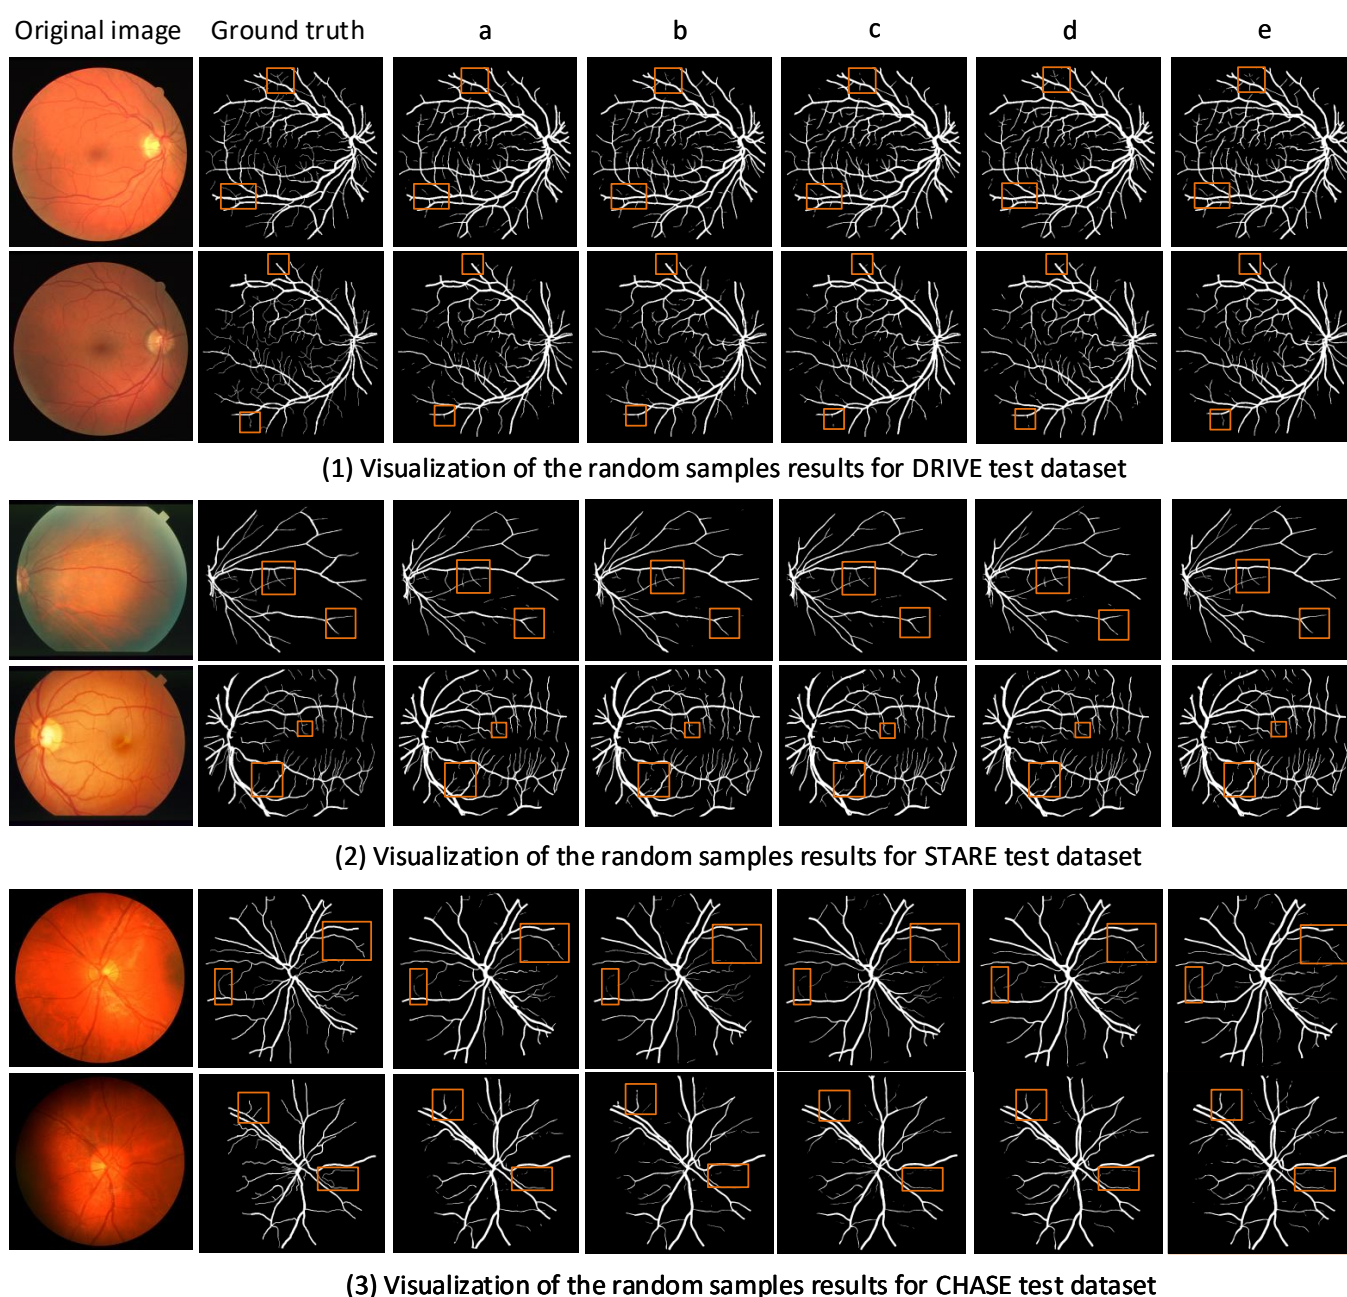 Original image Ground truth a b c d e
(1) Visualization of the random samples results for DRIVE test dataset
(2) Visualization of the random samples results for STARE test dataset
(3) Visualization of the random samples results for CHASE test dataset